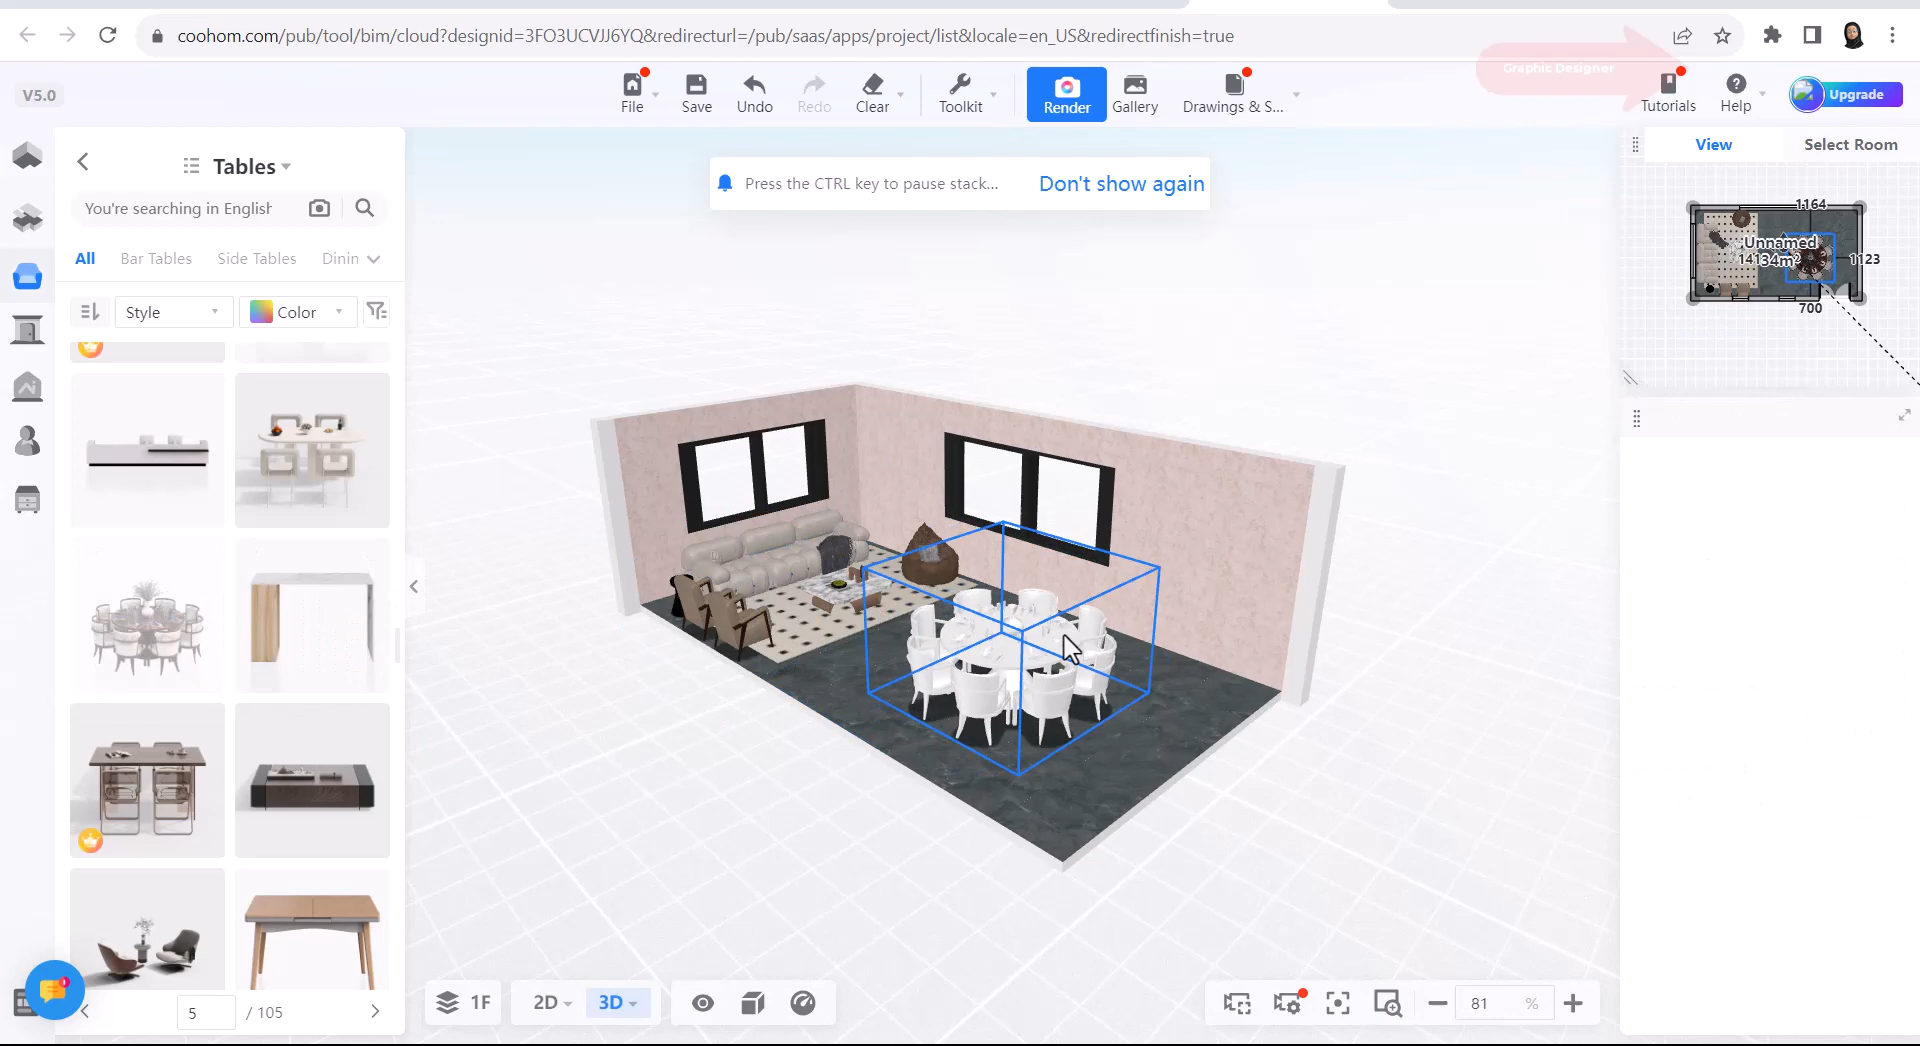 coohom.com/pub/tool/bim/cloud?designid=3FO3UCVJJ6YQ&redirecturl=/pub/saas/apps/project/list&locale=en_US&redirectfinish=true
Graphic Designer
V5.0
File
Save
Undo
Redo
Clear
Toolkit
Render
Gallery
Drawings & S...
Tutorials
Help
Upgrade
Tables
You're searching in English
All
Bar Tables
Side Tables
Dinin
Style
Color
Press the CTRL key to pause stack...
Don't show again
View
Select Room
1164
Unnamed
1123
700
5
/ 105
1F
2D
3D
81
%